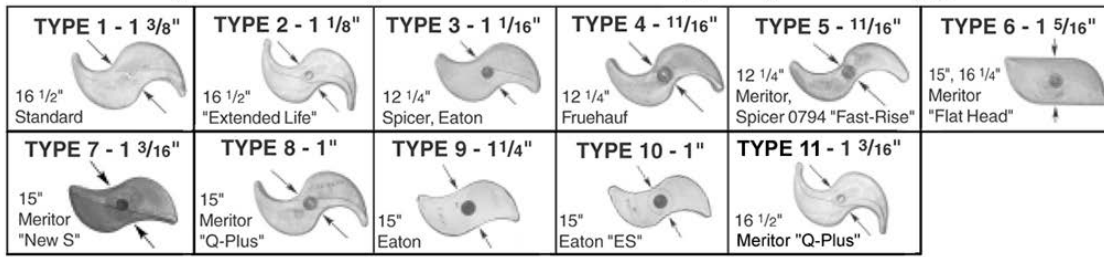 TYPE 1 - 1 3/8"
16 1/2"
Standard
TYPE 2 - 1 1/8"
16 1/2"
"Extended Life"
TYPE 3 - 1 1/16"
12 1/4"
Spicer, Eaton
TYPE 4 - 11/16"
12 1/4"
Fruehauf
TYPE 5 - 11/16"
12 1/4"
Meritor,
Spicer 0794 "Fast-Rise"
TYPE 6 - 1 5/16"
15", 16 1/4"
Meritor
"Flat Head"
TYPE 7 - 1 3/16"
15"
Meritor
"New S"
TYPE 8 - 1"
15"
Meritor
"Q-Plus"
TYPE 9 - 11/4"
15"
Eaton
TYPE 10 - 1"
15"
Eaton "ES"
TYPE 11 - 1 3/16"
16 1/2"
Meritor "Q-Plus"